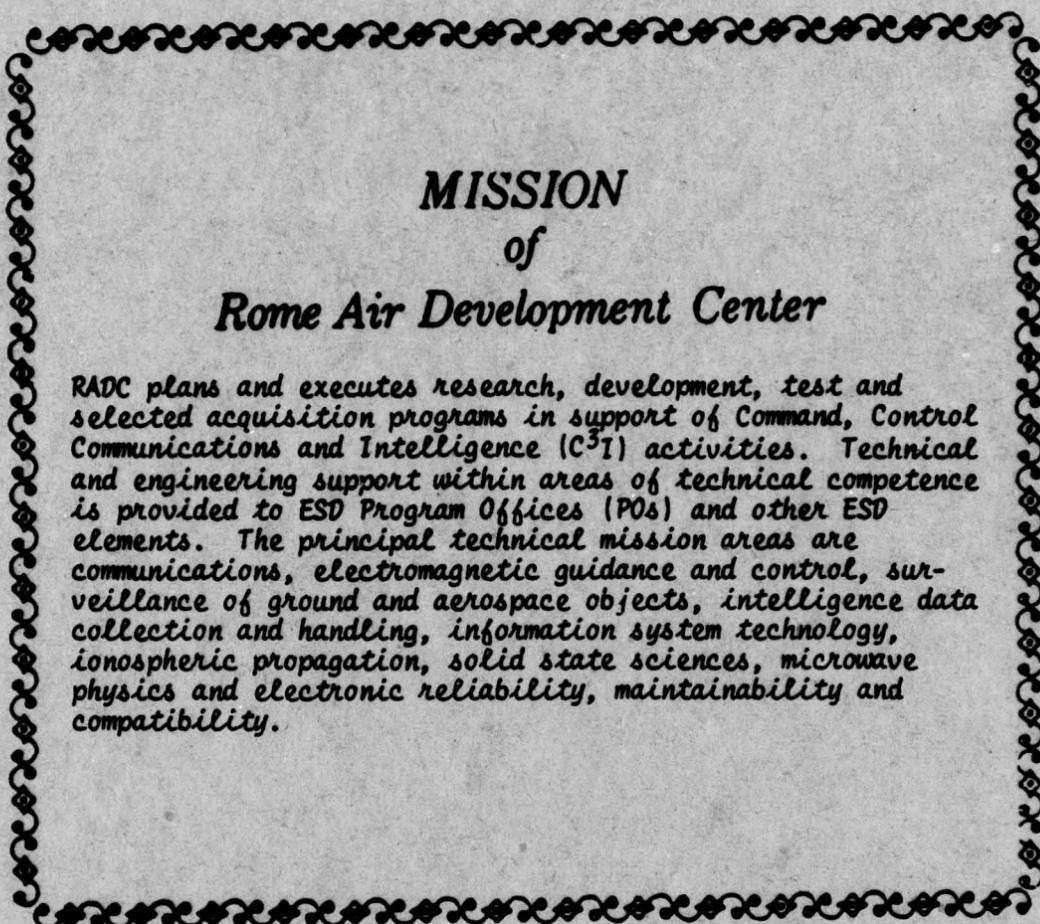 MISSION
of
Rome Air Development Center
RADC plans and executes research, development, test and
selected acquisition programs in support of Command, Control
Communications and Intelligence (C³I) activities. Technical
and engineering support within areas of technical competence
is provided to ESD Program Offices (POs) and other ESD
elements. The principal technical mission areas are
communications, electromagnetic guidance and control, sur-
veillance of ground and aerospace objects, intelligence data
collection and handling, information system technology,
ionospheric propagation, solid state sciences, microwave
physics and electronic reliability, maintainability and
compatibility.